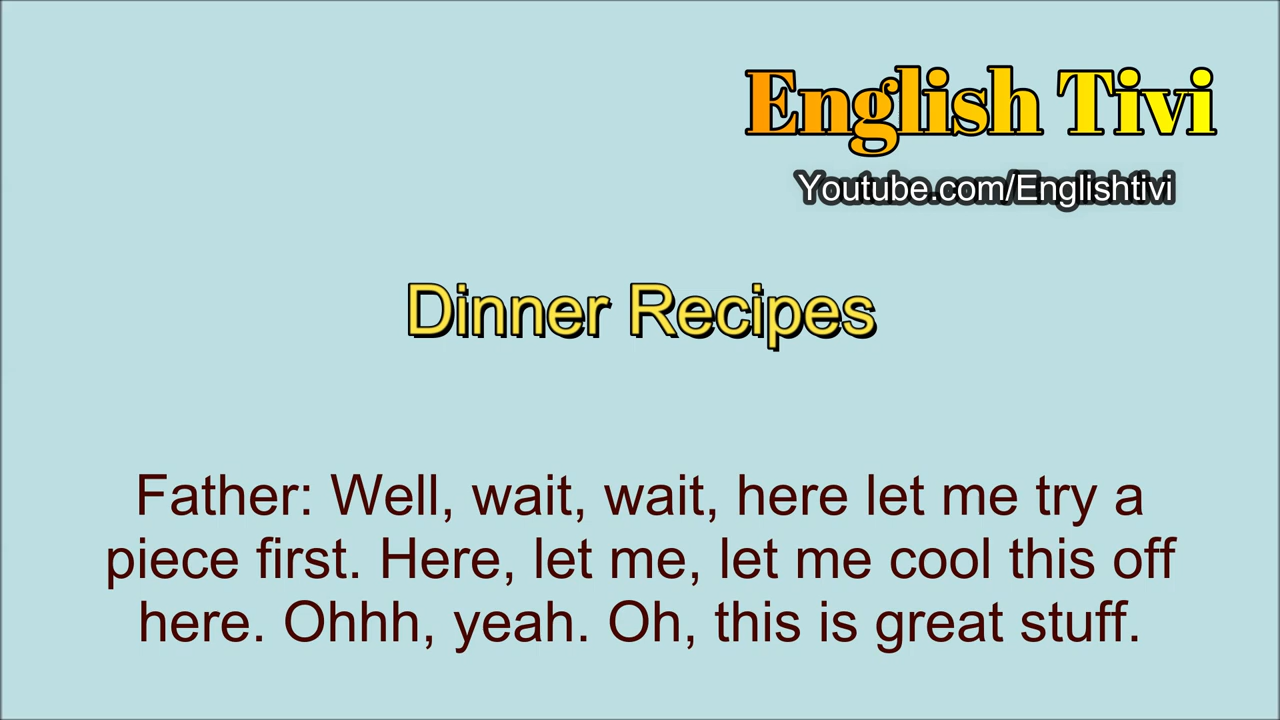 English Tivi
Youtube.com/Englishtivi
Dinner Recipes
Father: Well, wait, wait, here let me try a
piece first. Here, let me, let me cool this off
here. Ohhh, yeah. Oh, this is great stuff.